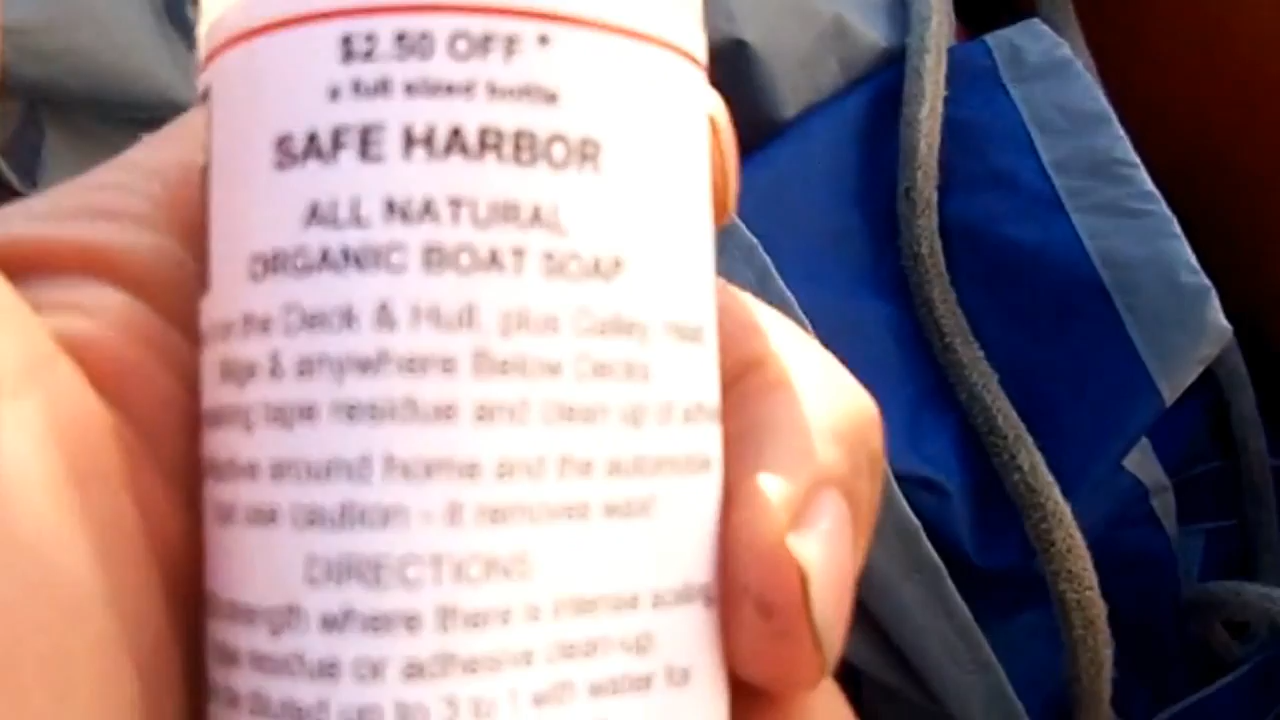 $2.50 OFF *
a full sized bottle
SAFE HARBOR
ALL NATURAL
ORGANIC BOAT SOAP
the Deck & Hull, plus Galley,
& anywhere Below Decks
tape residue and clean up
around home and the automobile
use caution - it removes wax!
DIRECTIONS
strength where there is intense
residue or adhesive clean-up
diluted up to 3 to 1 with water for